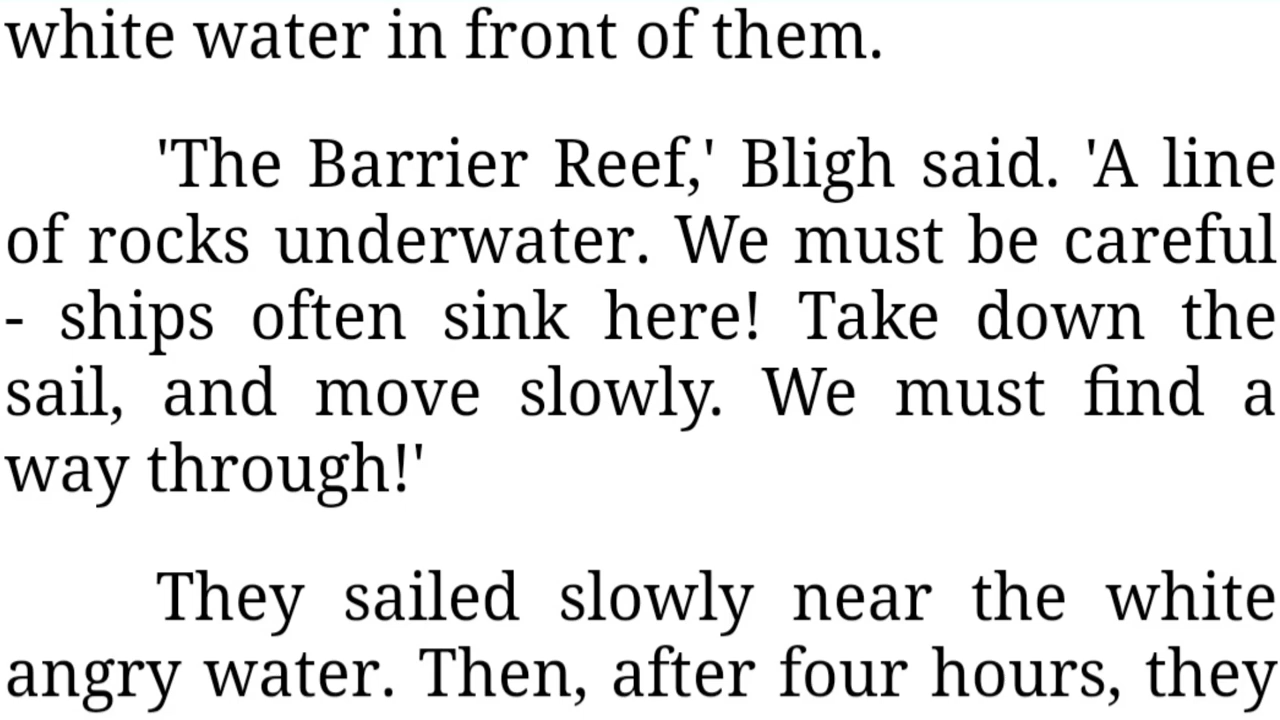 white water in front of them.
'The Barrier Reef,' Bligh said. 'A line
of rocks underwater. We must be careful
- ships often sink here! Take down the
sail, and move slowly. We must find a
way through!'
They sailed slowly near the white
angry water. Then, after four hours, they